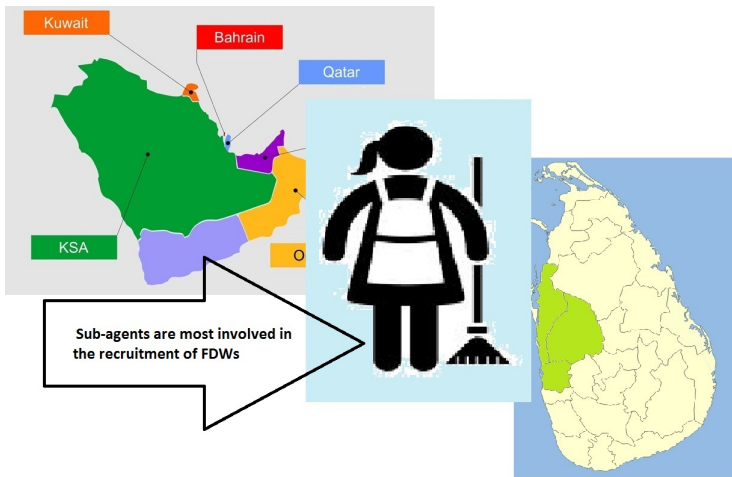 Kuwait
Bahrain
Qatar
KSA
O
Sub-agents are most involved in
the recruitment of FDWs